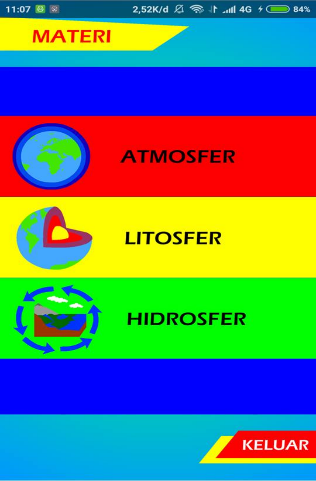 11:07 2,52K/d 4G 84%
MATERI
ATMOSFER
LITOSFER
HIDROSFER
KELUAR